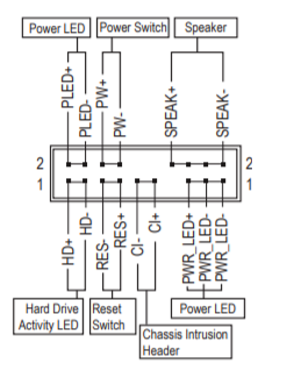 Power LED
Power Switch
Speaker
PLED+
PLED-
PW+
PW-
SPEAK+
SPEAK-
2
2
1
1
HD+
HD-
RES-
RES+
CI-
CI+
PWR_LED+
PWR_LED-
PWR_LED-
Hard Drive
Activity LED
Reset
Switch
Power LED
Chassis Intrusion
Header